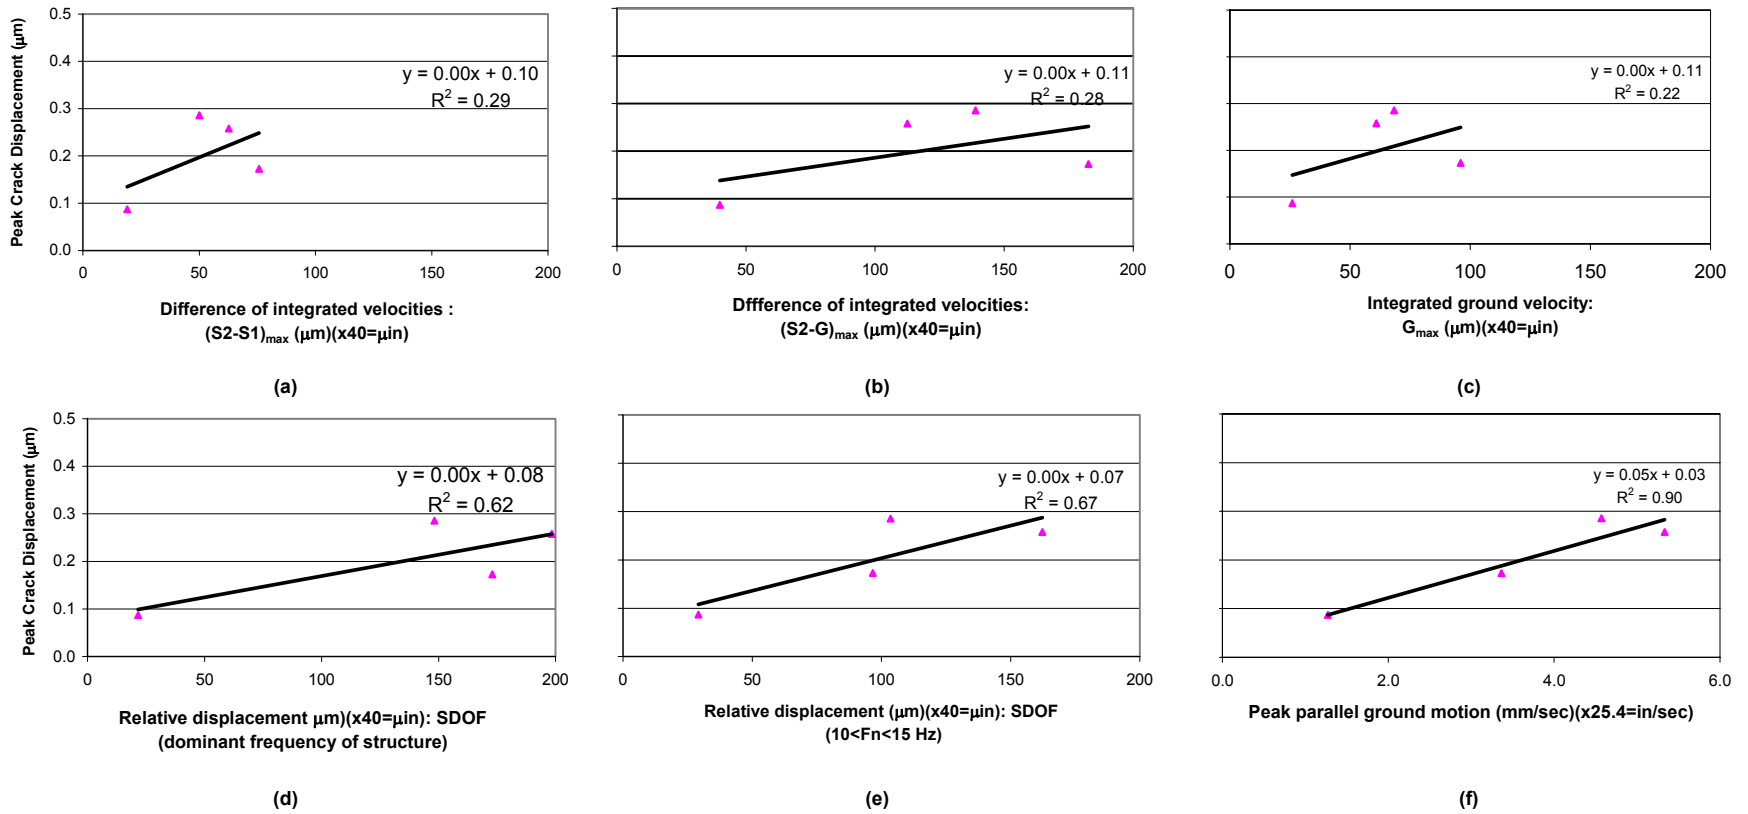 Peak Crack Displacement (μm)
0.5
0.4
0.3
0.2
0.1
0.0
y = 0.00x + 0.10
R² = 0.29
0 50 100 150 200
Difference of integrated velocities :
(S2-S1)max (μm)(x40=μin)
(a)
y = 0.00x + 0.11
R² = 0.28
0 50 100 150 200
Dffference of integrated velocities:
(S2-G)max (μm)(x40=μin)
(b)
y = 0.00x + 0.11
R² = 0.22
0 50 100 150 200
Integrated ground velocity:
Gmax (μm)(x40=μin)
(c)
Peak Crack Displacement (μm)
0.5
0.4
0.3
0.2
0.1
0.0
y = 0.00x + 0.08
R² = 0.62
0 50 100 150 200
Relative displacement μm)(x40=μin): SDOF
(dominant frequency of structure)
(d)
y = 0.00x + 0.07
R² = 0.67
0 50 100 150 200
Relative displacement (μm)(x40=μin): SDOF
(10<Fn<15 Hz)
(e)
y = 0.05x + 0.03
R² = 0.90
0.0 2.0 4.0 6.0
Peak parallel ground motion (mm/sec)(x25.4=in/sec)
(f)